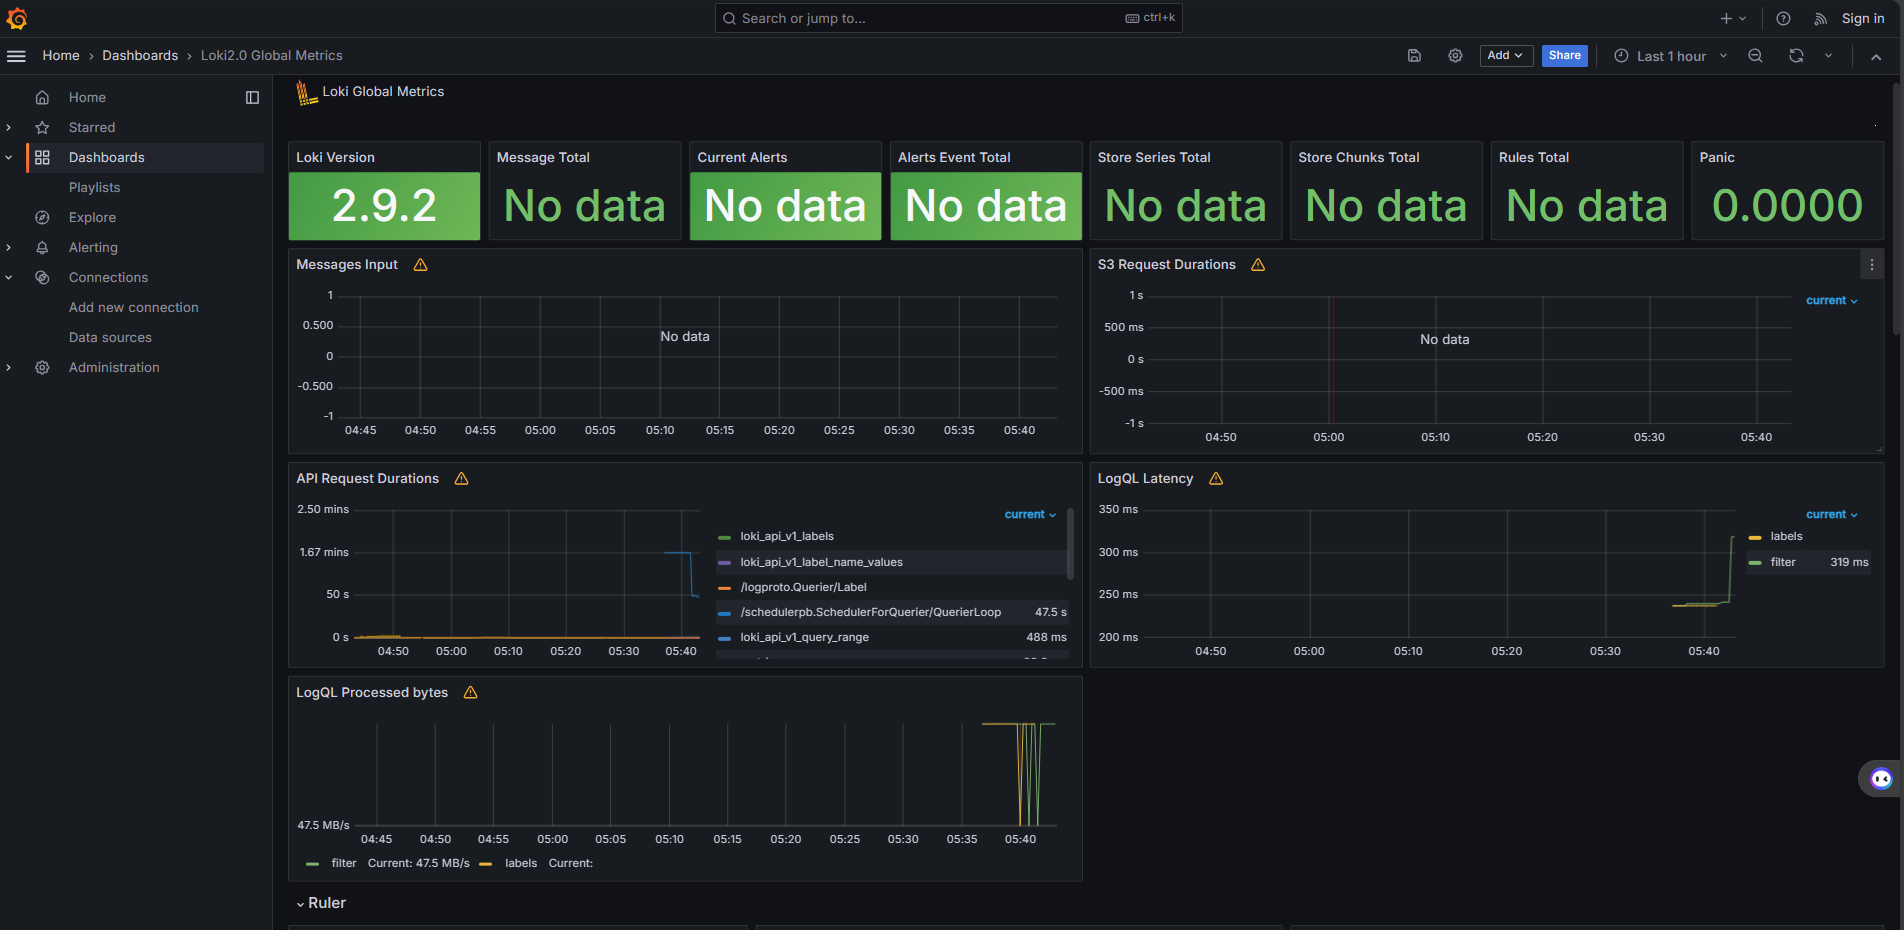 Search or jump to...
ctrl+k
Sign in
Home › Dashboards › Loki2.0 Global Metrics
Add
Share
Last 1 hour
Home
Starred
Dashboards
Playlists
Explore
Alerting
Connections
Add new connection
Data sources
Administration
Loki Global Metrics
Loki Version
2.9.2
Message Total
No data
Current Alerts
No data
Alerts Event Total
No data
Store Series Total
No data
Store Chunks Total
No data
Rules Total
No data
Panic
0.0000
Messages Input
1
0.500
0
-0.500
-1
No data
04:45 04:50 04:55 05:00 05:05 05:10 05:15 05:20 05:25 05:30 05:35 05:40
S3 Request Durations
current
1 s
500 ms
0 s
-500 ms
-1 s
No data
04:50 05:00 05:10 05:20 05:30 05:40
API Request Durations
2.50 mins
1.67 mins
50 s
0 s
04:50 05:00 05:10 05:20 05:30 05:40
current
loki_api_v1_labels
loki_api_v1_label_name_values
/logproto.Querier/Label
/schedulerpb.SchedulerForQuerier/QuerierLoop 47.5 s
loki_api_v1_query_range 488 ms
LogQL Latency
350 ms
300 ms
250 ms
200 ms
04:50 05:00 05:10 05:20 05:30 05:40
current
labels
filter 319 ms
LogQL Processed bytes
47.5 MB/s
04:45 04:50 04:55 05:00 05:05 05:10 05:15 05:20 05:25 05:30 05:35 05:40
filter Current: 47.5 MB/s labels Current:
Ruler